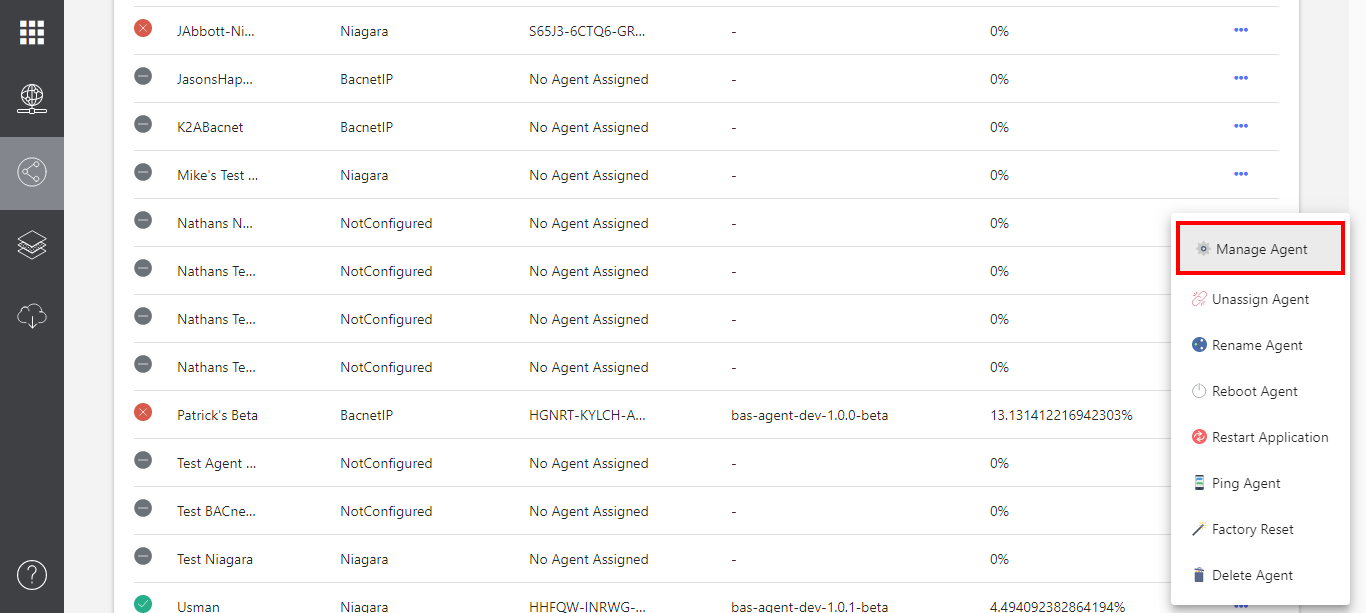 JAbbott-Ni... Niagara S65J3-6CTQ6-GR... - 0% •••
JasonsHap... BacnetIP No Agent Assigned - 0% •••
K2ABacnet BacnetIP No Agent Assigned - 0% •••
Mike's Test ... Niagara No Agent Assigned - 0% •••
Nathans N... NotConfigured No Agent Assigned - 0%
Nathans Te... NotConfigured No Agent Assigned - 0%
Nathans Te... NotConfigured No Agent Assigned - 0%
Nathans Te... NotConfigured No Agent Assigned - 0%
Patrick's Beta BacnetIP HGNRT-KYLCH-A... bas-agent-dev-1.0.0-beta 13.131412216942303%
Test Agent ... NotConfigured No Agent Assigned - 0%
Test BACne... NotConfigured No Agent Assigned - 0%
Test Niagara Niagara No Agent Assigned - 0%
Usman Niagara HHFQW-INRWG-... bas-agent-dev-1.0.1-beta 4.494092382864194%
Manage Agent
Unassign Agent
Rename Agent
Reboot Agent
Restart Application
Ping Agent
Factory Reset
Delete Agent
?